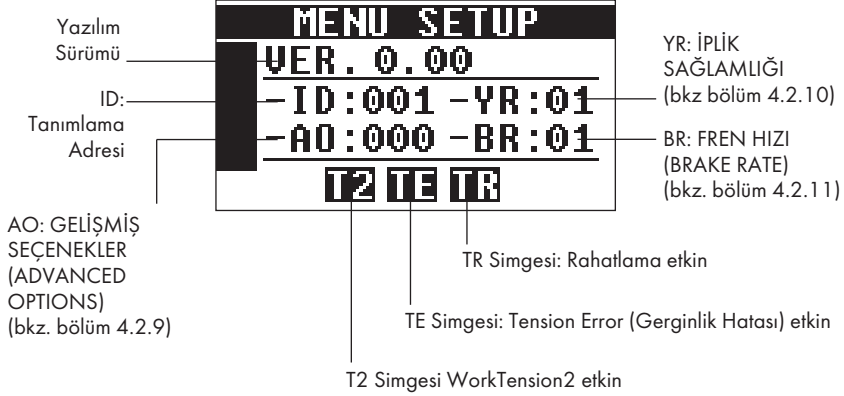 Yazılım
Sürümü
ID:
Tanımlama
Adresi
AO: GELİŞMİŞ
SEÇENEKLER
(ADVANCED
OPTIONS)
(bkz. bölüm 4.2.9)
MENU SETUP
VER. 0.00
-ID:001 -YR:01
-AO:000 -BR:01
T2 TE TR
YR: İPLİK
SAĞLAMLIĞI
(bkz bölüm 4.2.10)
BR: FREN HIZI
(BRAKE RATE)
(bkz. bölüm 4.2.11)
TR Simgesi: Rahatlama etkin
TE Simgesi: Tension Error (Gerginlik Hatası) etkin
T2 Simgesi WorkTension2 etkin